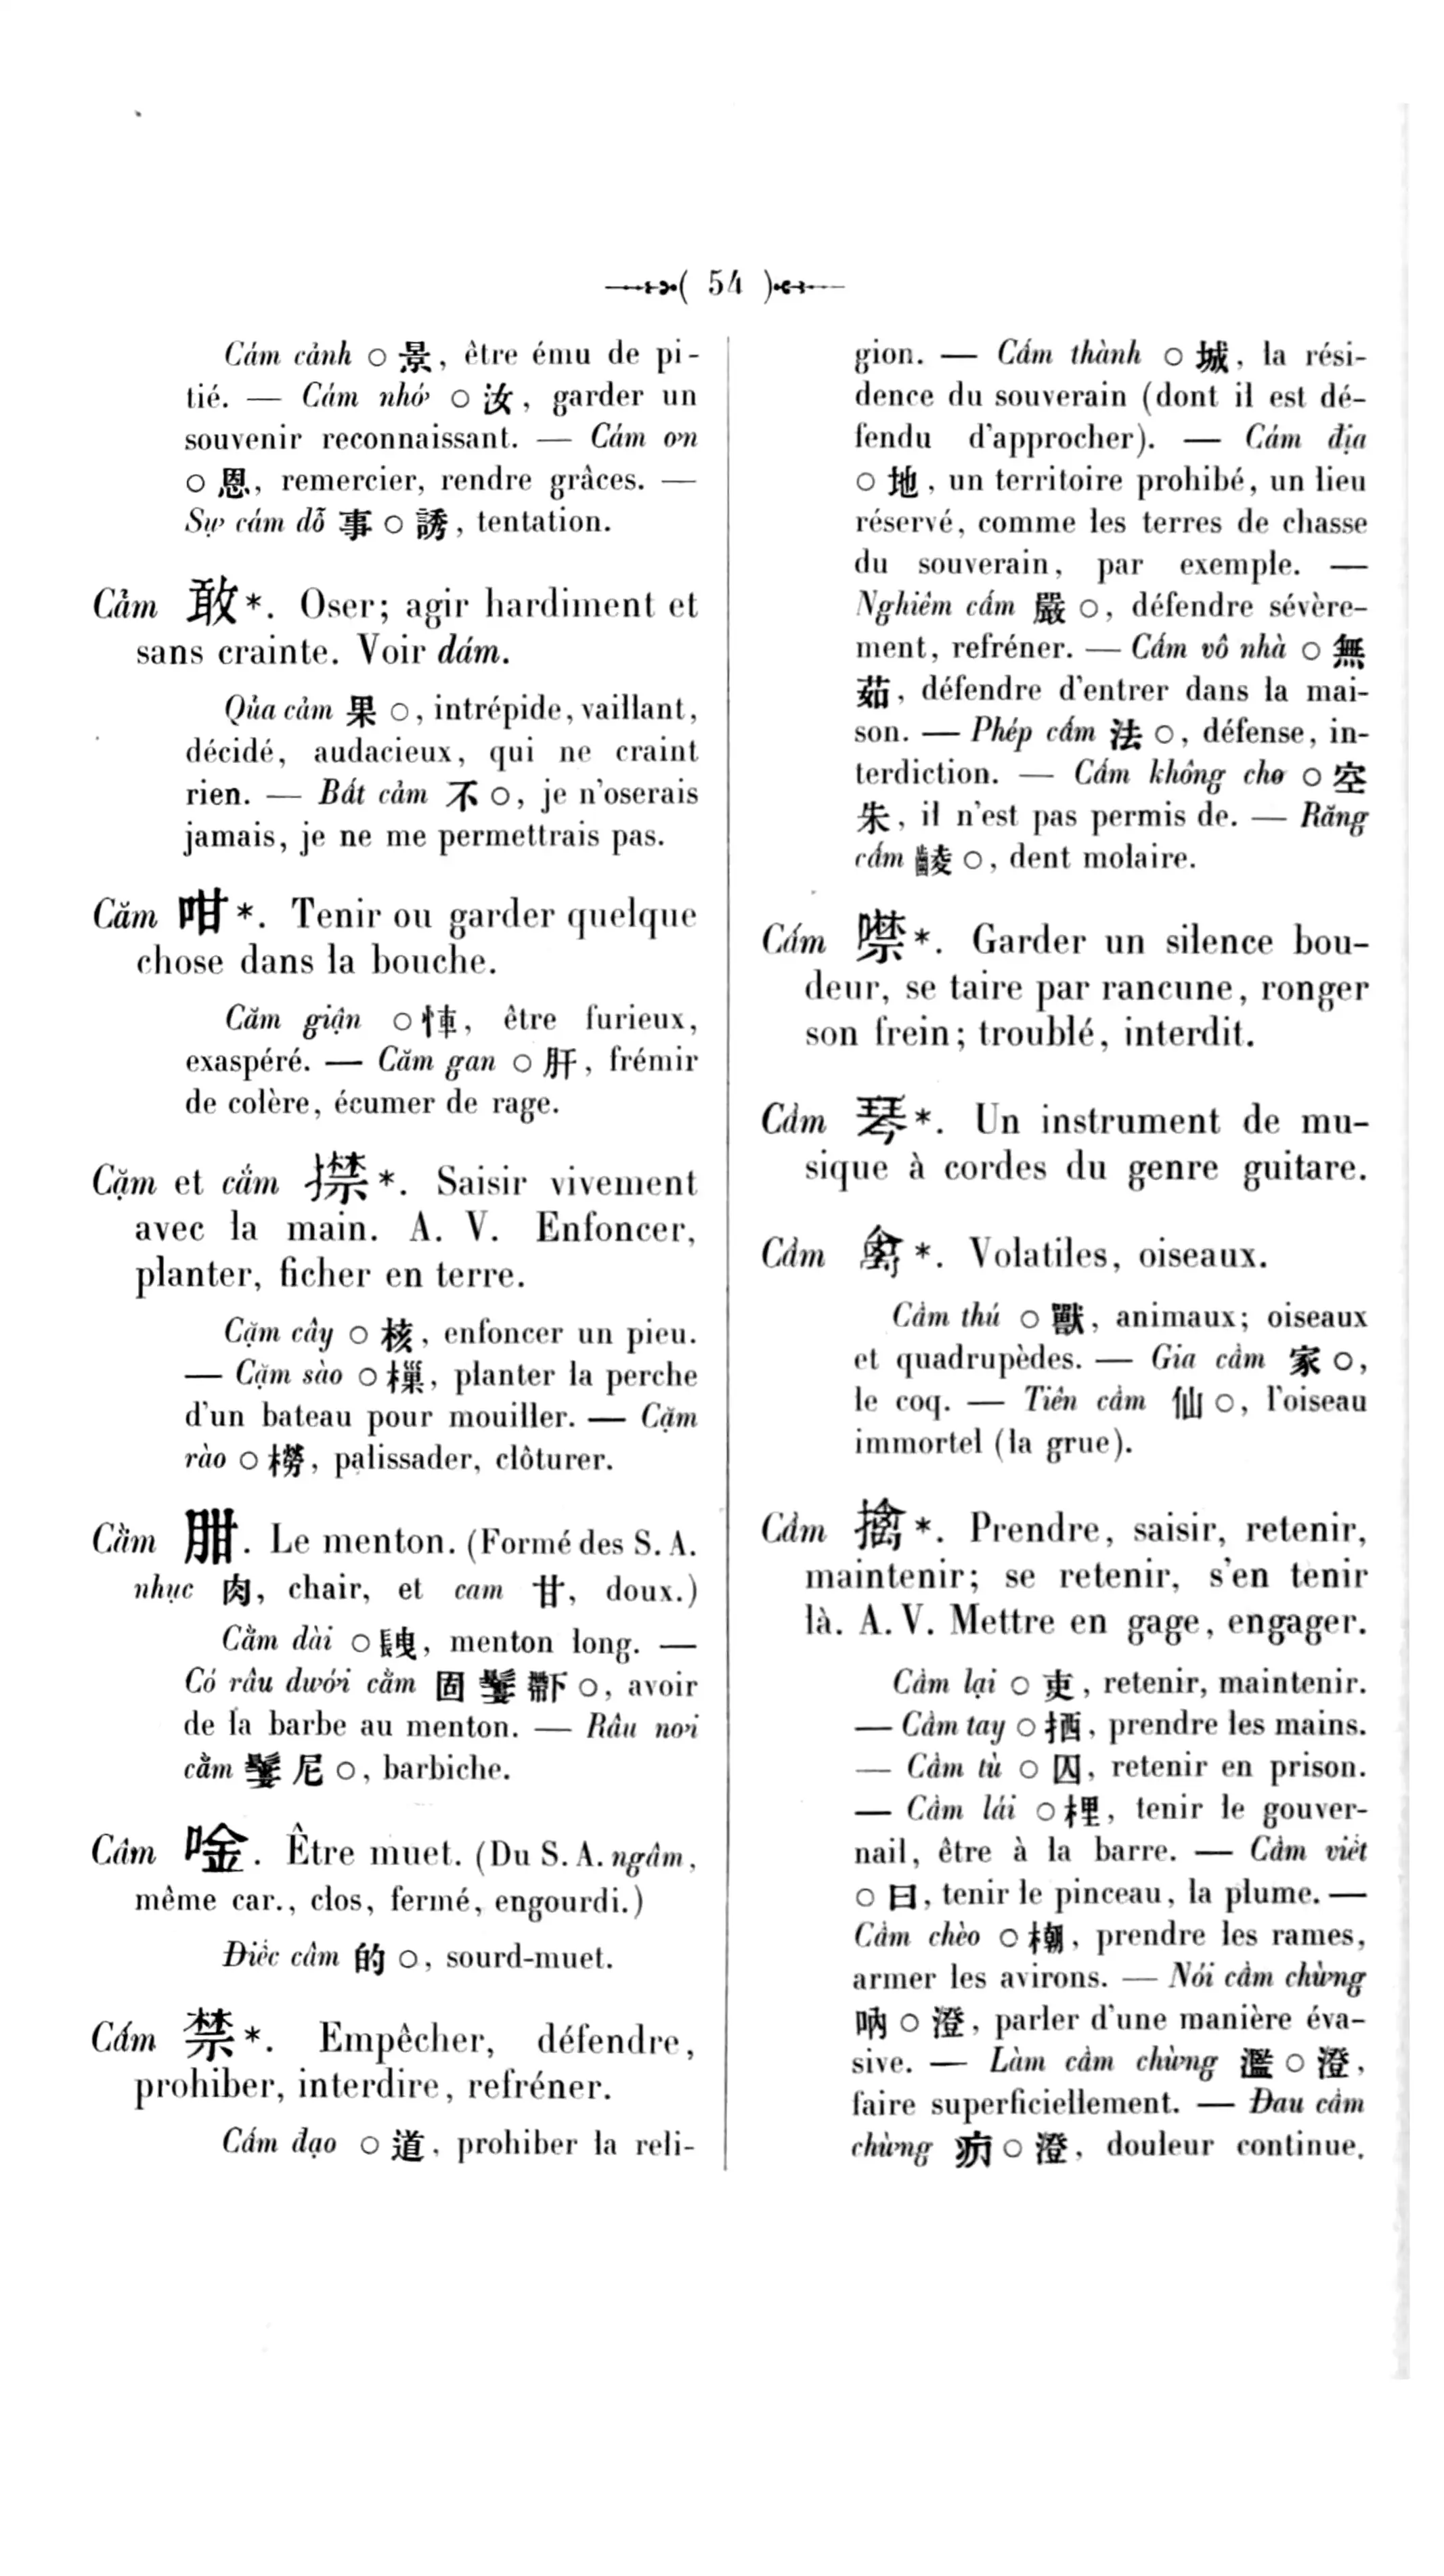 ( 54 )
Cám cảnh ○ 景, être ému de pi-
tié. — Cám nhớ ○ 汝, garder un
souvenir reconnaissant. — Cám ơn
○ 恩, remercier, rendre grâces. —
Sự cám dỗ 事 ○ 誘, tentation.
Cảm 敢*. Oser; agir hardiment et
sans crainte. Voir dám.
Qủa cảm 果 ○, intrépide, vaillant,
décidé, audacieux, qui ne craint
rien. — Bất cảm 不 ○, je n'oserais
jamais, je ne me permettrais pas.
Căm 咁*. Tenir ou garder quelque
chose dans la bouche.
Căm giận ○ , être furieux,
exaspéré. — Căm gan ○ 肝, frémir
de colère, écumer de rage.
Cặm et cắm 㩒*. Saisir vivement
avec la main. A. V. Enfoncer,
planter, ficher en terre.
Cặm cây ○ 核, enfoncer un pieu.
— Cặm sào ○ 樔, planter la perche
d'un bateau pour mouiller. — Cặm
rào ○ 橯, palissader, clôturer.
Cằm 䏙. Le menton. (Formé des S. A.
nhục 肉, chair, et cam 甘, doux.)
Cằm dài ○ , menton long. —
Có râu dưới cằm 固 ○, avoir
de la barbe au menton. — Râu nơi
cằm 尼 ○, barbiche.
Câm 唫. Être muet. (Du S. A. ngâm,
même car., clos, fermé, engourdi.)
Điếc câm 的 ○, sourd-muet.
Cấm 禁*. Empêcher, défendre,
prohiber, interdire, refréner.
Cấm đạo ○ 道, prohiber la reli-
gion. — Cấm thành ○ 城, la rési-
dence du souverain (dont il est dé-
fendu d'approcher). — Cấm địa
○ 地, un territoire prohibé, un lieu
réservé, comme les terres de chasse
du souverain, par exemple. —
Nghiêm cấm 嚴 ○, défendre sévère-
ment, refréner. — Cấm vô nhà ○ 無
茹, défendre d'entrer dans la mai-
son. — Phép cấm 法 ○, défense, in-
terdiction. — Cấm không cho ○ 空
朱, il n'est pas permis de. — Răng
cấm ○, dent molaire.
Cấm 噤*. Garder un silence bou-
deur, se taire par rancune, ronger
son frein; troublé, interdit.
Cầm 琴*. Un instrument de mu-
sique à cordes du genre guitare.
Cầm 禽*. Volatiles, oiseaux.
Cầm thú ○ 獸, animaux; oiseaux
et quadrupèdes. — Gia cầm 家 ○,
le coq. — Tiên cầm 仙 ○, l'oiseau
immortel (la grue).
Cầm 擒*. Prendre, saisir, retenir,
maintenir; se retenir, s'en tenir
là. A. V. Mettre en gage, engager.
Cầm lại ○ 吏, retenir, maintenir.
— Cầm tay ○ 拪, prendre les mains.
— Cầm tù ○ 囚, retenir en prison.
— Cầm lái ○ 梩, tenir le gouver-
nail, être à la barre. — Cầm viết
○ 曰, tenir le pinceau, la plume. —
Cầm chèo ○ 樃, prendre les rames,
armer les avirons. — Nói cầm chừng
吶 ○ 澄, parler d'une manière éva-
sive. — Làm cầm chừng 濫 ○ 澄,
faire superficiellement. — Đau cầm
chừng 疠 ○ 澄, douleur continue.